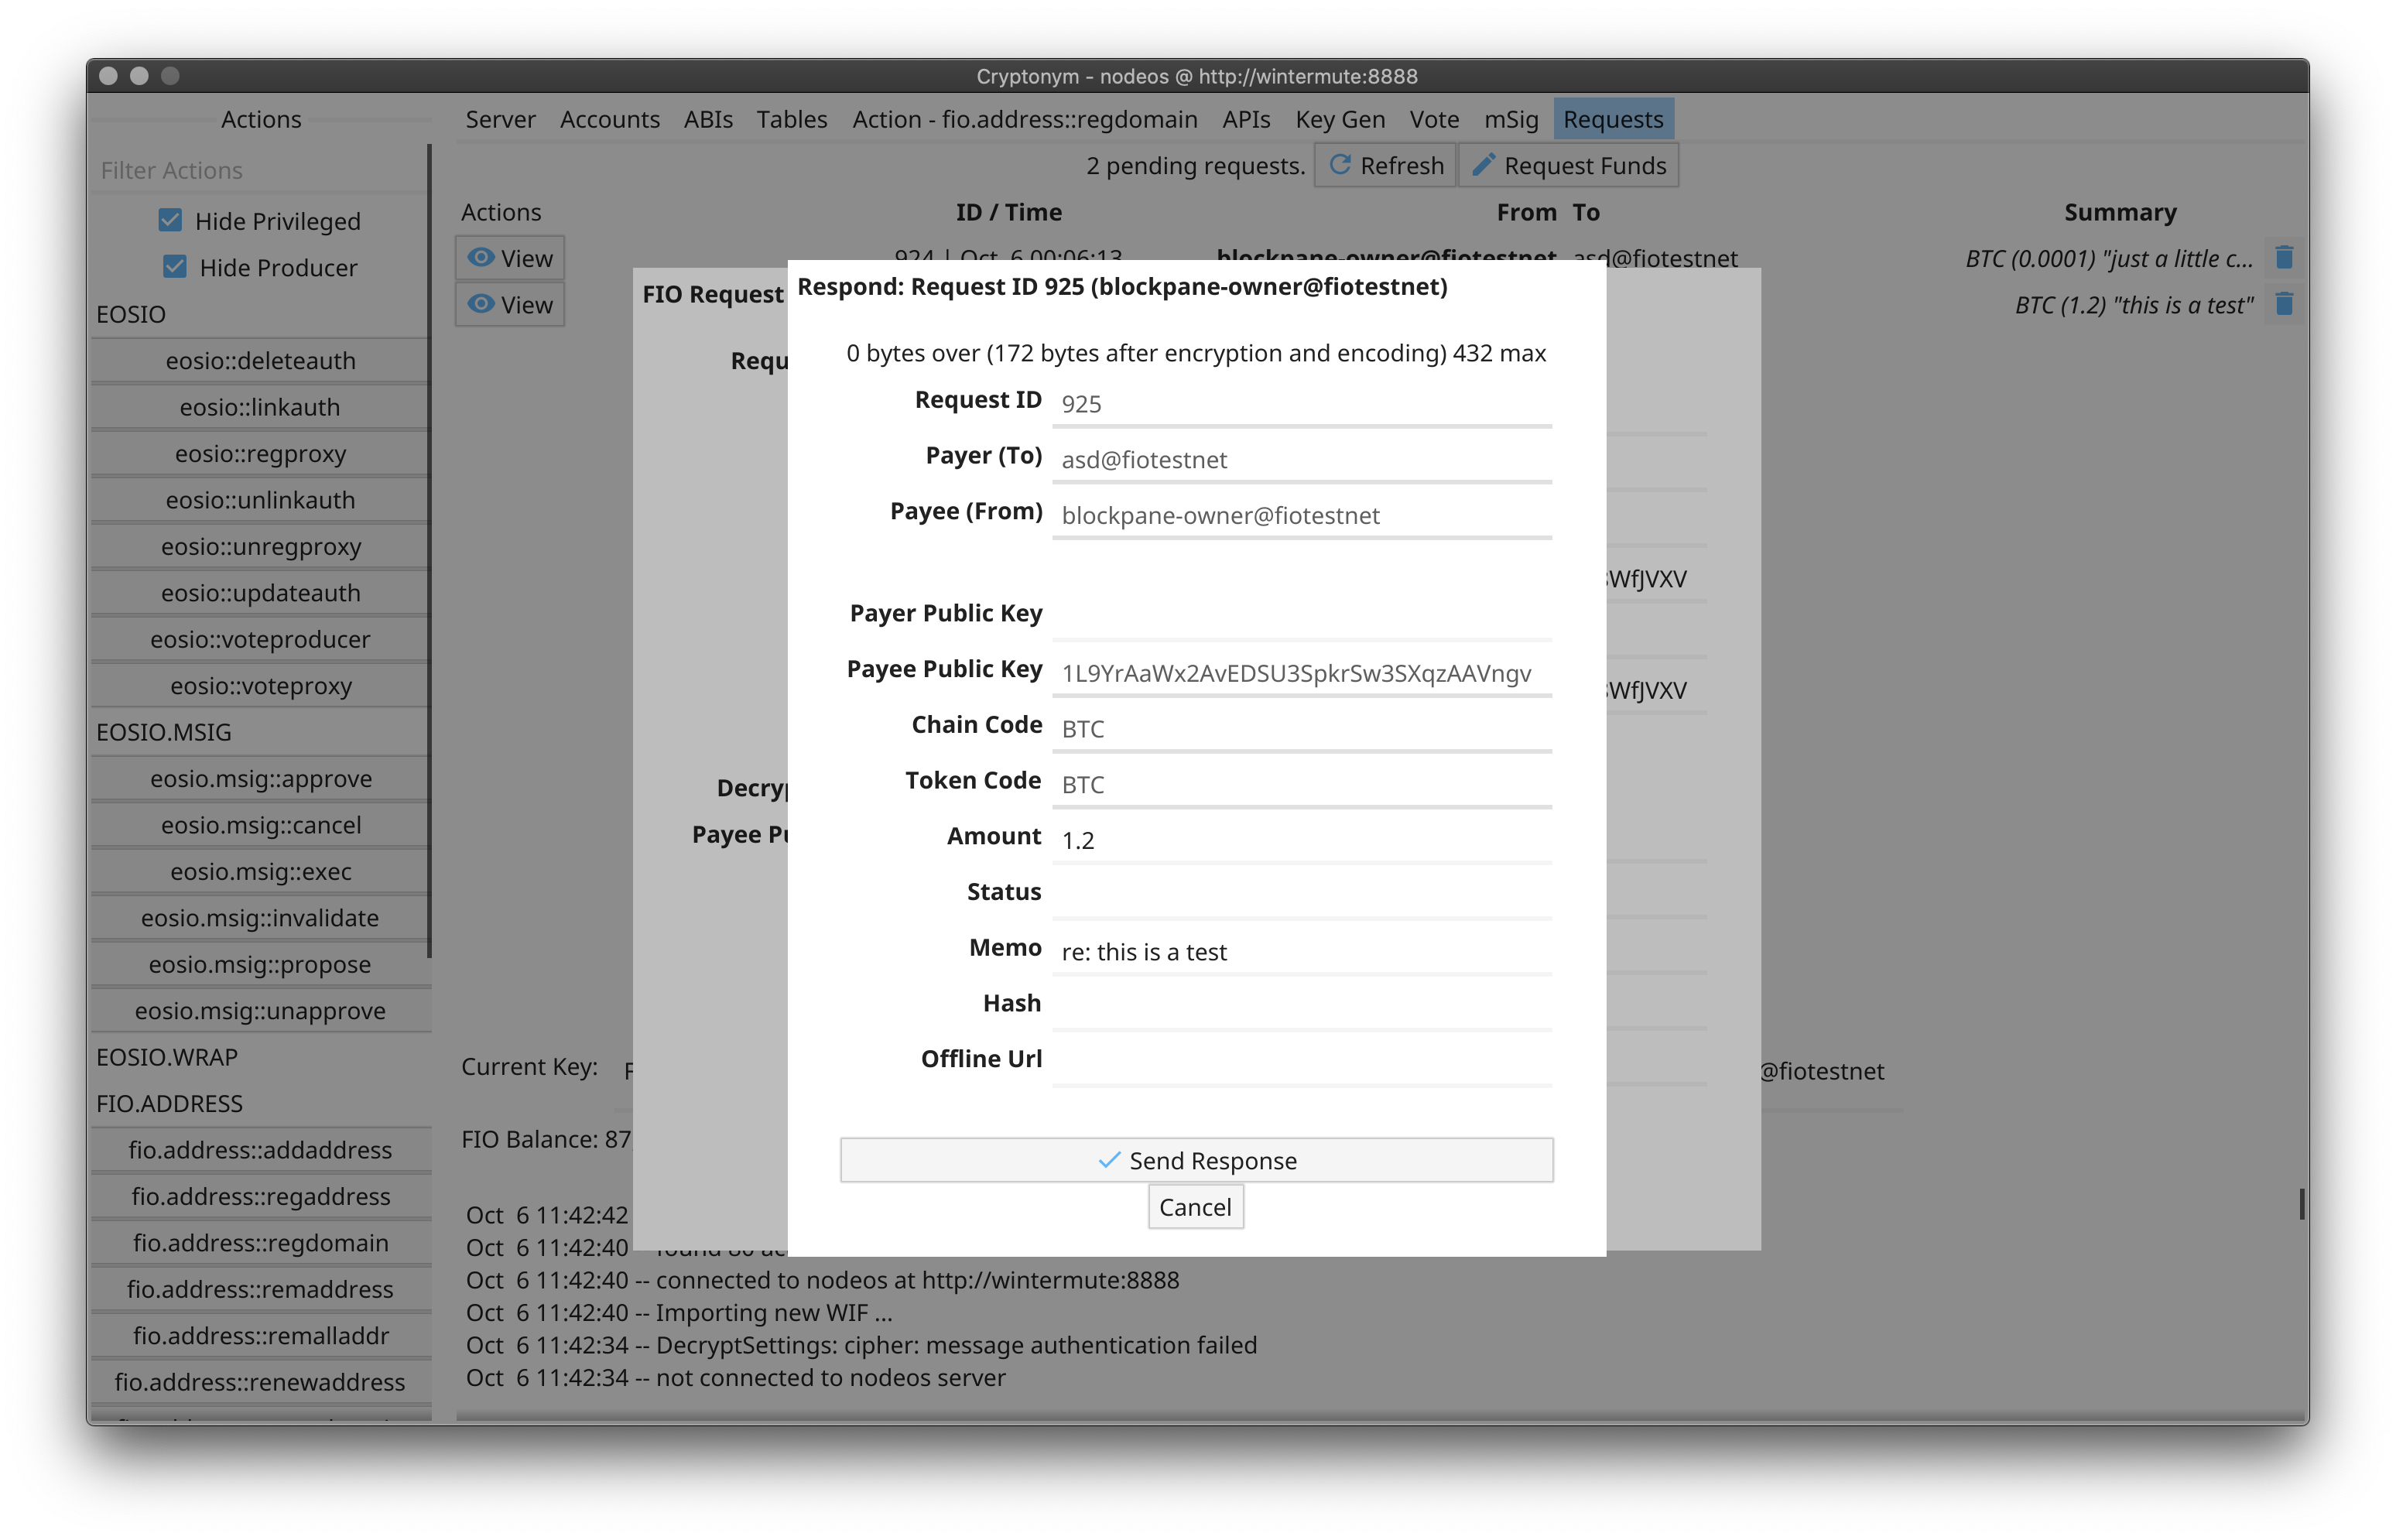 Cryptonym - nodeos @ http://wintermute:8888
Actions
Filter Actions
Hide Privileged
Hide Producer
EOSIO
eosio::deleteauth
eosio::linkauth
eosio::regproxy
eosio::unlinkauth
eosio::unregproxy
eosio::updateauth
eosio::voteproducer
eosio::voteproxy
EOSIO.MSIG
eosio.msig::approve
eosio.msig::cancel
eosio.msig::exec
eosio.msig::invalidate
eosio.msig::propose
eosio.msig::unapprove
EOSIO.WRAP
FIO.ADDRESS
fio.address::addaddress
fio.address::regaddress
fio.address::regdomain
fio.address::remaddress
fio.address::remalladdr
fio.address::renewaddress
Server Accounts ABIs Tables Action - fio.address::regdomain APIs Key Gen Vote mSig Requests
2 pending requests. Refresh Request Funds
Actions ID / Time From To Summary
View 924 | Oct 6 00:06:13 blockpane-owner@fiotestnet asd@fiotestnet BTC (0.0001) "just a little c...
View BTC (1.2) "this is a test"
FIO Request
Requ
WfJVXV
WfJVXV
Decryp
Payee Pu
Respond: Request ID 925 (blockpane-owner@fiotestnet)
0 bytes over (172 bytes after encryption and encoding) 432 max
Request ID 925
Payer (To) asd@fiotestnet
Payee (From) blockpane-owner@fiotestnet
Payer Public Key
Payee Public Key 1L9YrAaWx2AvEDSU3SpkrSw3SXqzAAVngv
Chain Code BTC
Token Code BTC
Amount 1.2
Status
Memo re: this is a test
Hash
Offline Url
Send Response
Cancel
Current Key: F @fiotestnet
FIO Balance: 87
Oct 6 11:42:42
Oct 6 11:42:40 -- found 80 ac
Oct 6 11:42:40 -- connected to nodeos at http://wintermute:8888
Oct 6 11:42:40 -- Importing new WIF ...
Oct 6 11:42:34 -- DecryptSettings: cipher: message authentication failed
Oct 6 11:42:34 -- not connected to nodeos server